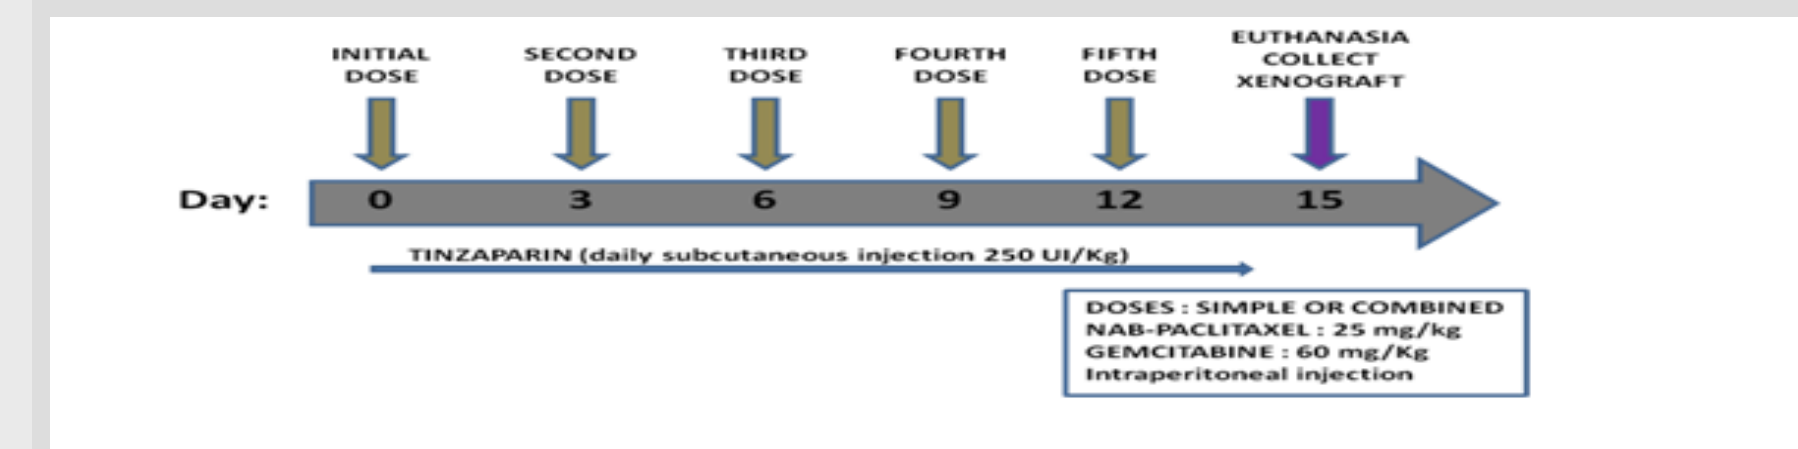 INITIAL
DOSE
SECOND
DOSE
THIRD
DOSE
FOURTH
DOSE
FIFTH
DOSE
EUTHANASIA
COLLECT
XENOGRAFT
Day: 0 3 6 9 12 15
TINZAPARIN (daily subcutaneous injection 250 UI/Kg)
DOSES : SIMPLE OR COMBINED
NAB-PACLITAXEL : 25 mg/kg
GEMCITABINE : 60 mg/Kg
Intraperitoneal injection